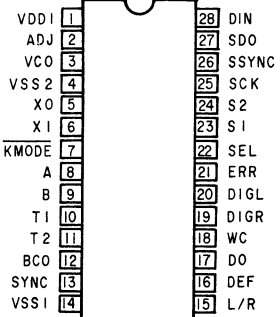 VDDI 1 28 DIN
ADJ 2 27 SDO
VCO 3 26 SSYNC
VSS2 4 25 SCK
XO 5 24 S2
XI 6 23 SI
KMODE 7 22 SEL
A 8 21 ERR
B 9 20 DIGL
TI 10 19 DIGR
T2 11 18 WC
BCO 12 17 DO
SYNC 13 16 DEF
VSSI 14 15 L/R